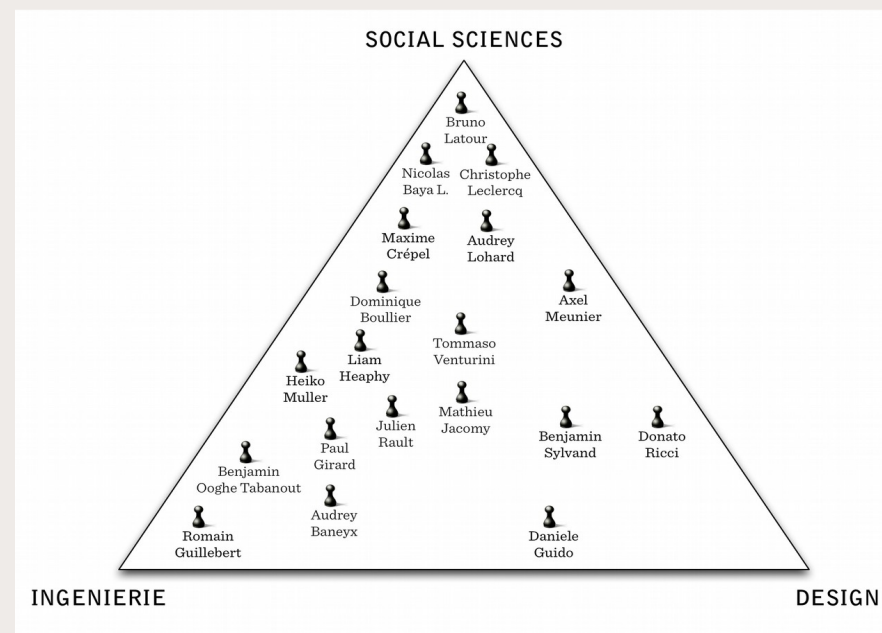 SOCIAL SCIENCES
Bruno
Latour
Nicolas
Baya L.
Christophe
Leclercq
Maxime
Crépel
Audrey
Lohard
Dominique
Boullier
Axel
Meunier
Tommaso
Venturini
Liam
Heaphy
Heiko
Muller
Mathieu
Jacomy
Julien
Rault
Benjamin
Sylvand
Donato
Ricci
Paul
Girard
Benjamin
Ooghe Tabanout
Audrey
Baneyx
Romain
Guillebert
Daniele
Guido
INGENIERIE
DESIGN